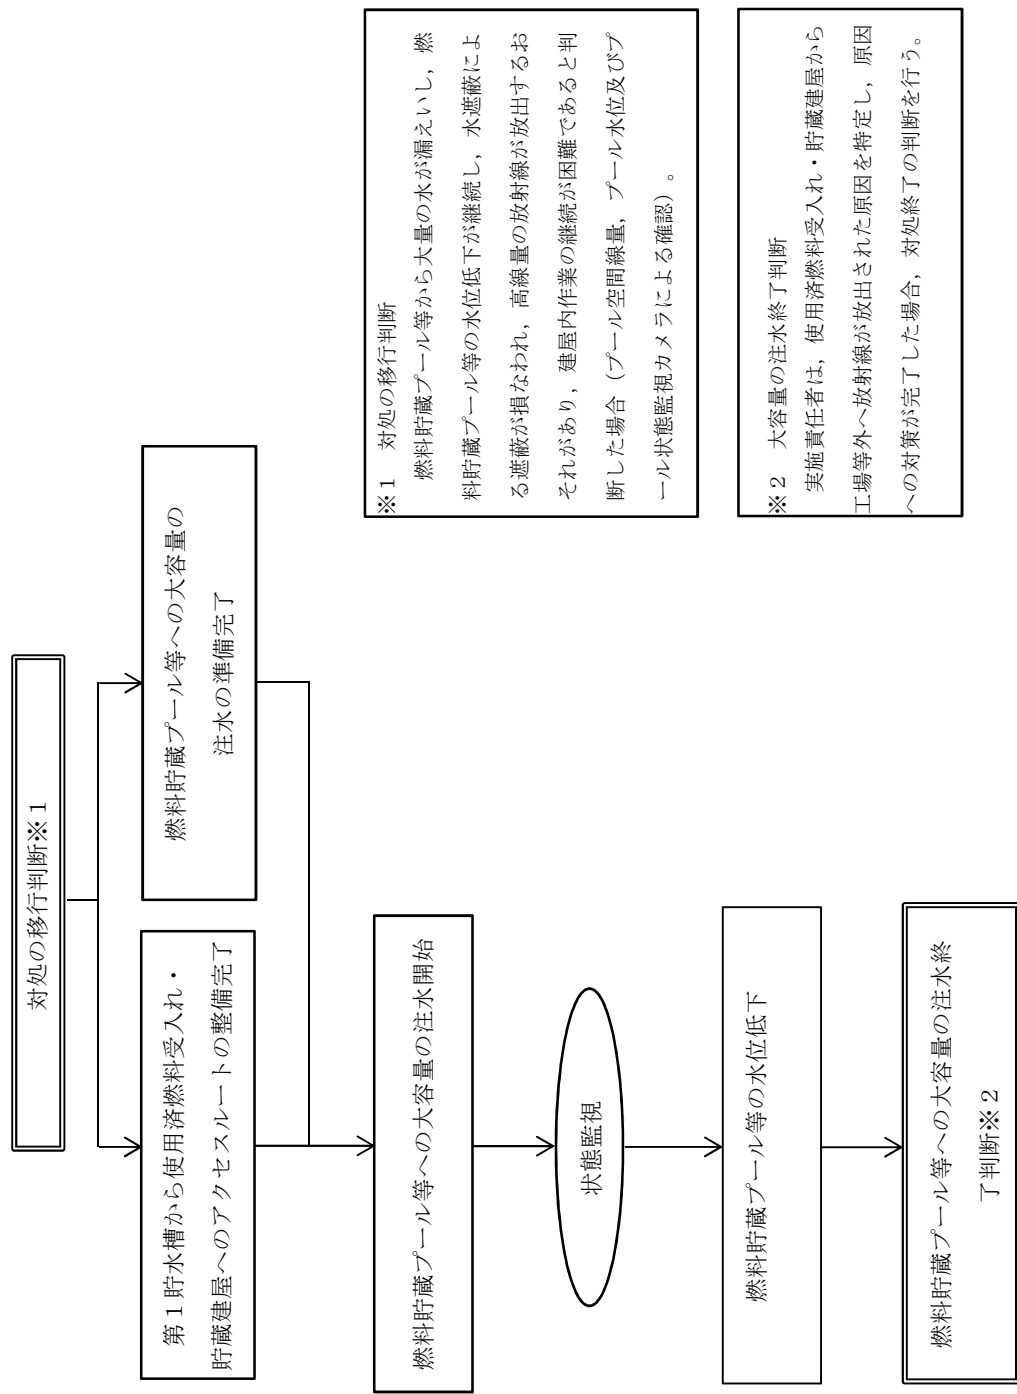 対処の移行判断※1
第1貯水槽から使用済燃料受入れ・
貯蔵建屋へのアクセスルートの整備完了
燃料貯蔵プール等への大容量の
注水の準備完了
燃料貯蔵プール等への大容量の注水開始
状態監視
燃料貯蔵プール等の水位低下
燃料貯蔵プール等への大容量の注水終
了判断※2
※1　対処の移行判断
燃料貯蔵プール等から大量の水が漏えいし，燃
料貯蔵プール等の水位低下が継続し，水遮蔽によ
る遮蔽が損なわれ，高線量の放射線が放出するお
それがあり，建屋内作業の継続が困難であると判
断した場合（プール空間線量，プール水位及びプ
ール状態監視カメラによる確認）。
※2　大容量の注水終了判断
実施責任者は，使用済燃料受入れ・貯蔵建屋から
工場等外へ放射線が放出された原因を特定し，原因
への対策が完了した場合，対処終了の判断を行う。